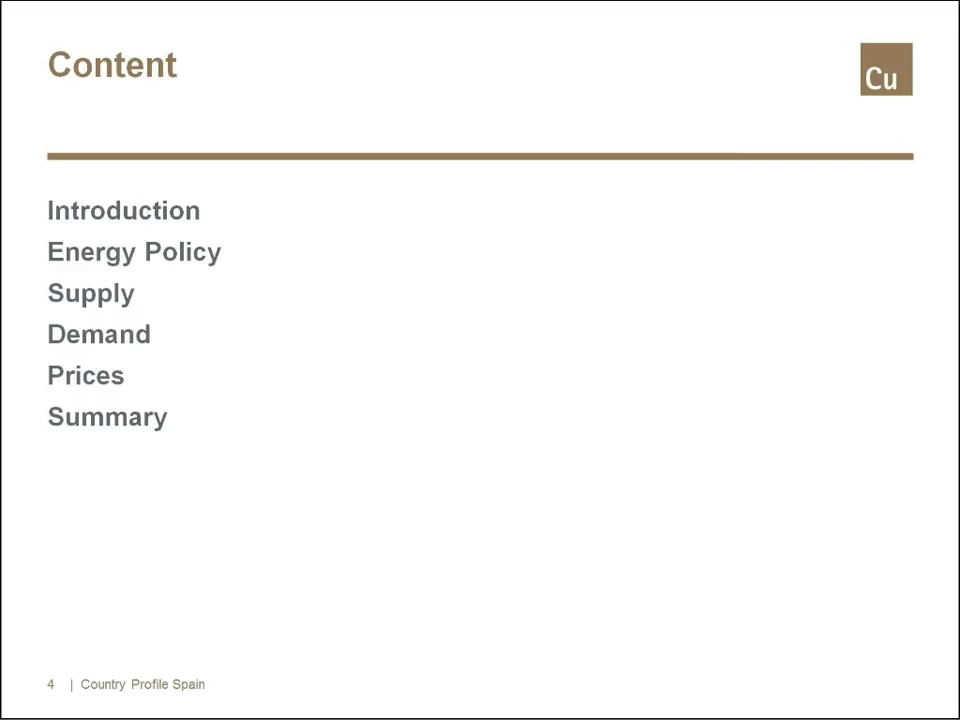 Content
Cu
Introduction
Energy Policy
Supply
Demand
Prices
Summary
4 | Country Profile Spain